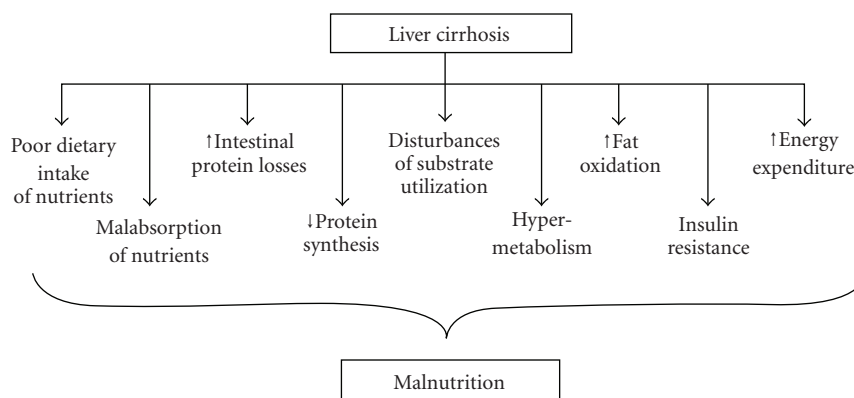 Liver cirrhosis
Poor dietary
intake
of nutrients
Malabsorption
of nutrients
↑Intestinal
protein losses
↓Protein
synthesis
Disturbances
of substrate
utilization
Hyper-
metabolism
↑Fat
oxidation
Insulin
resistance
↑Energy
expenditure
Malnutrition